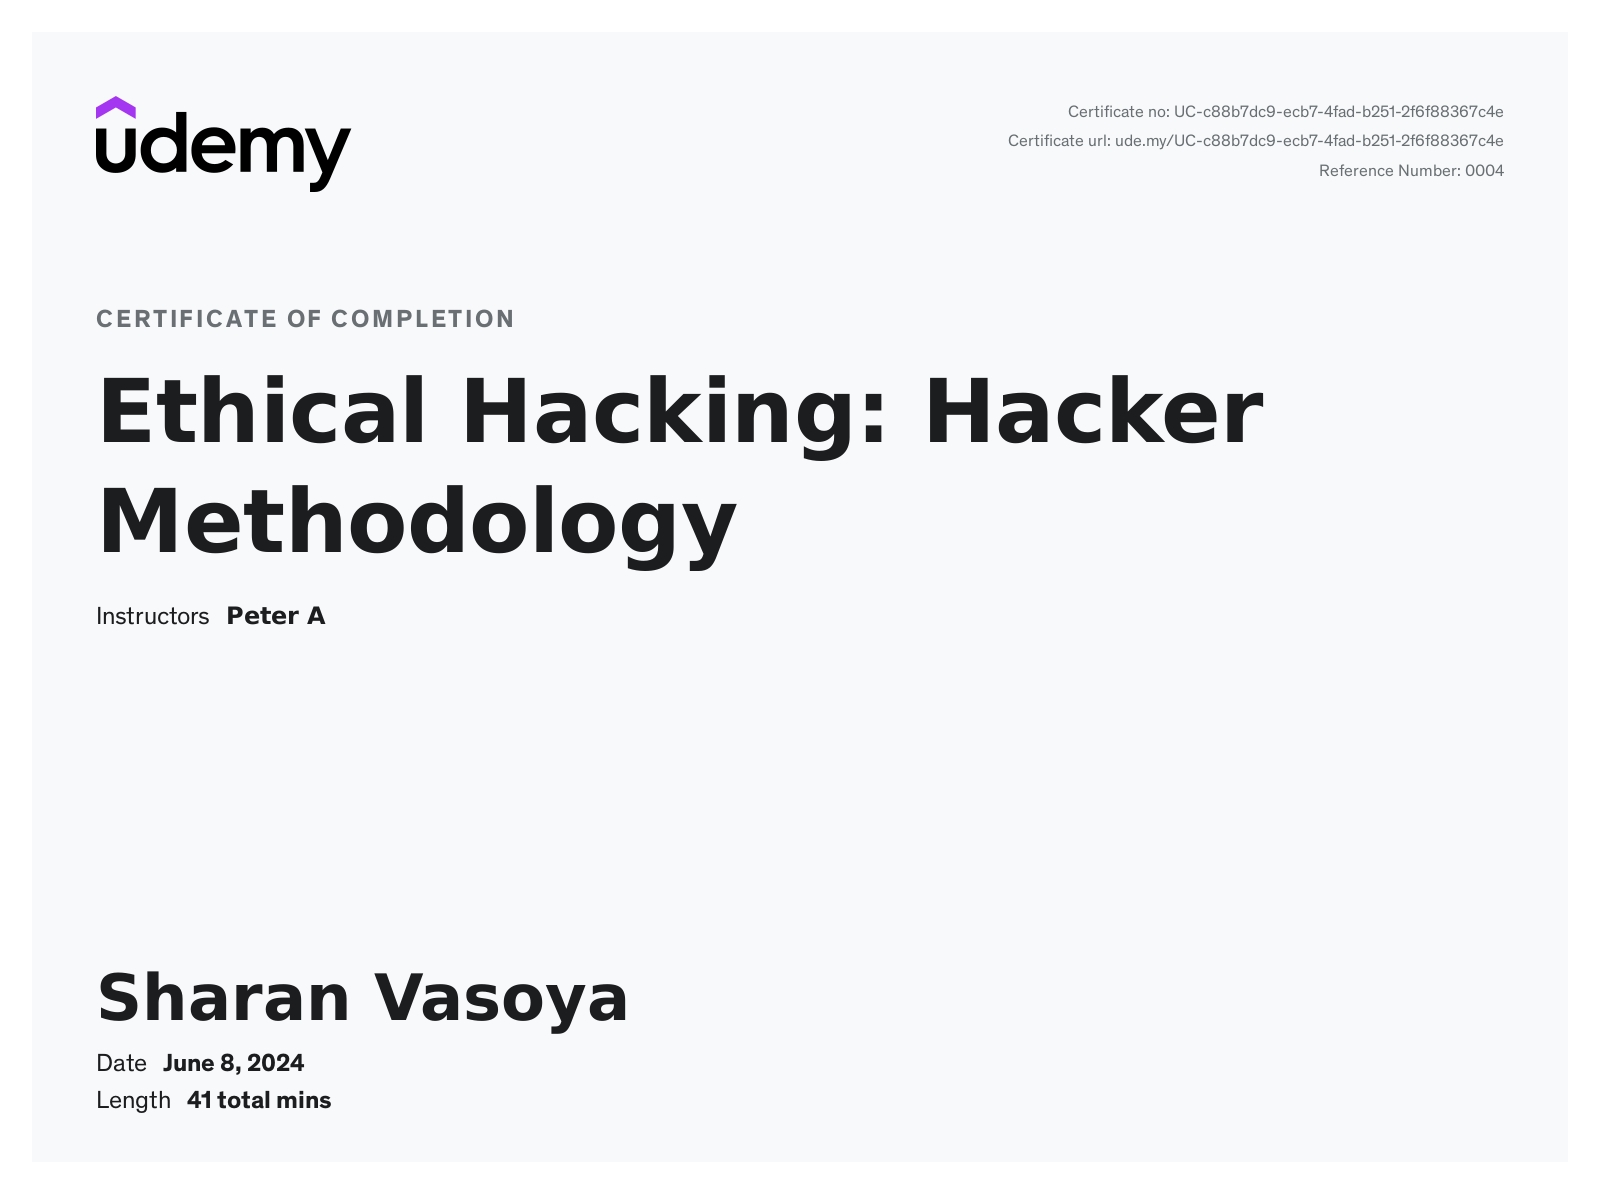 udemy
Certificate no: UC-c88b7dc9-ecb7-4fad-b251-2f6f88367c4e
Certificate url: ude.my/UC-c88b7dc9-ecb7-4fad-b251-2f6f88367c4e
Reference Number: 0004
CERTIFICATE OF COMPLETION
Ethical Hacking: Hacker
Methodology
Instructors Peter A
Sharan Vasoya
Date June 8, 2024
Length 41 total mins